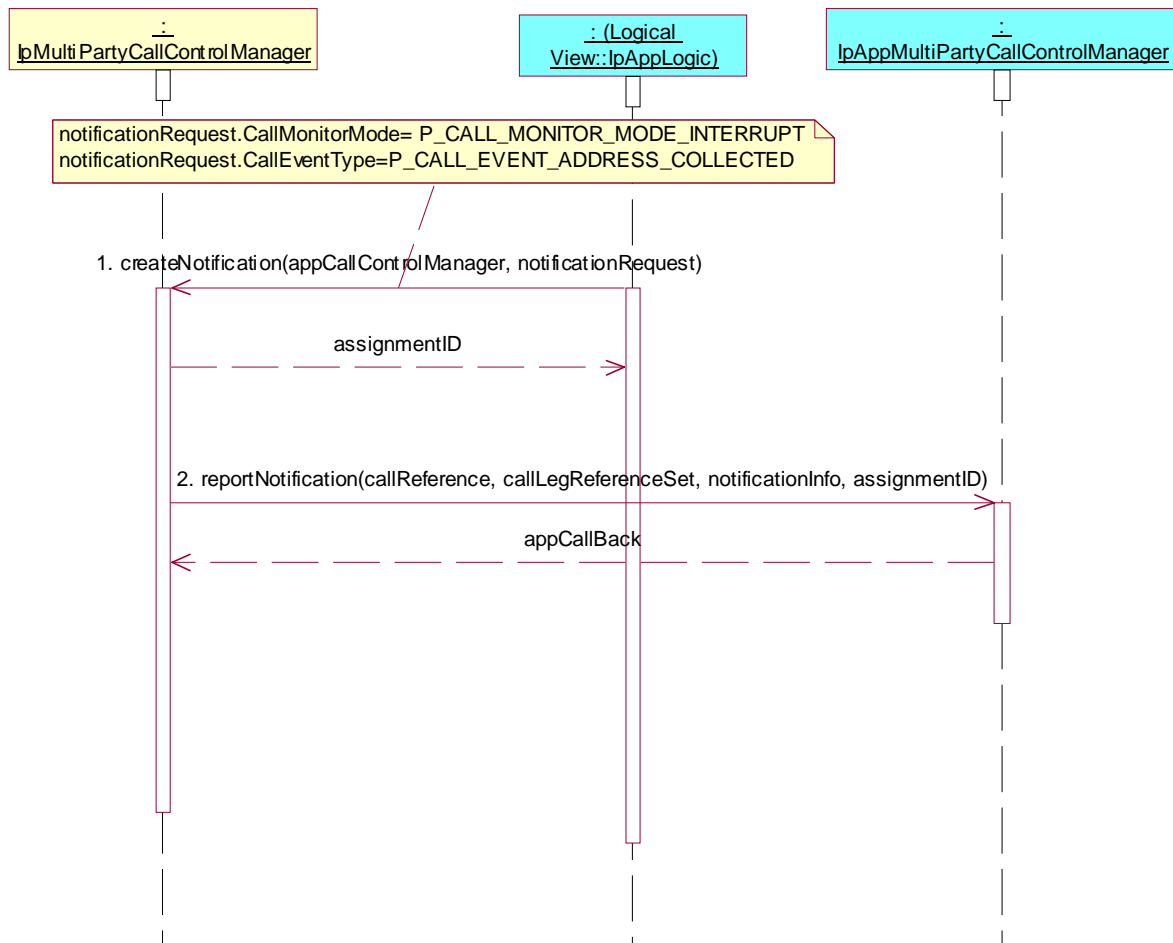 :
IpMultiPartyCallControlManager
: (Logical
View::IpAppLogic)
:
IpAppMultiPartyCallControlManager
notificationRequest.CallMonitorMode= P_CALL_MONITOR_MODE_INTERRUPT
notificationRequest.CallEventType=P_CALL_EVENT_ADDRESS_COLLECTED
1. createNotification(appCallControlManager, notificationRequest)
assignmentID
2. reportNotification(callReference, callLegReferenceSet, notificationInfo, assignmentID)
appCallBack